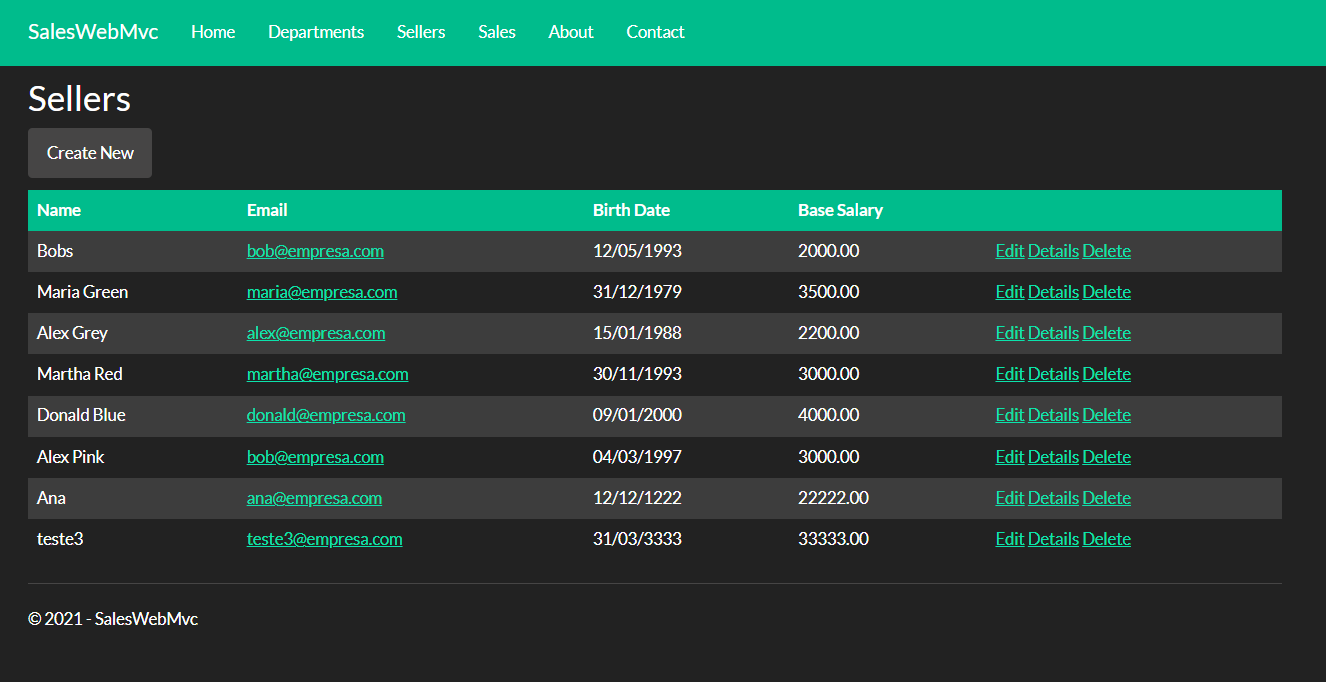 SalesWebMvc Home Departments Sellers Sales About Contact
Sellers
Create New
Name Email Birth Date Base Salary
Bobs bob@empresa.com 12/05/1993 2000.00 Edit Details Delete
Maria Green maria@empresa.com 31/12/1979 3500.00 Edit Details Delete
Alex Grey alex@empresa.com 15/01/1988 2200.00 Edit Details Delete
Martha Red martha@empresa.com 30/11/1993 3000.00 Edit Details Delete
Donald Blue donald@empresa.com 09/01/2000 4000.00 Edit Details Delete
Alex Pink bob@empresa.com 04/03/1997 3000.00 Edit Details Delete
Ana ana@empresa.com 12/12/1222 22222.00 Edit Details Delete
teste3 teste3@empresa.com 31/03/3333 33333.00 Edit Details Delete
© 2021 - SalesWebMvc